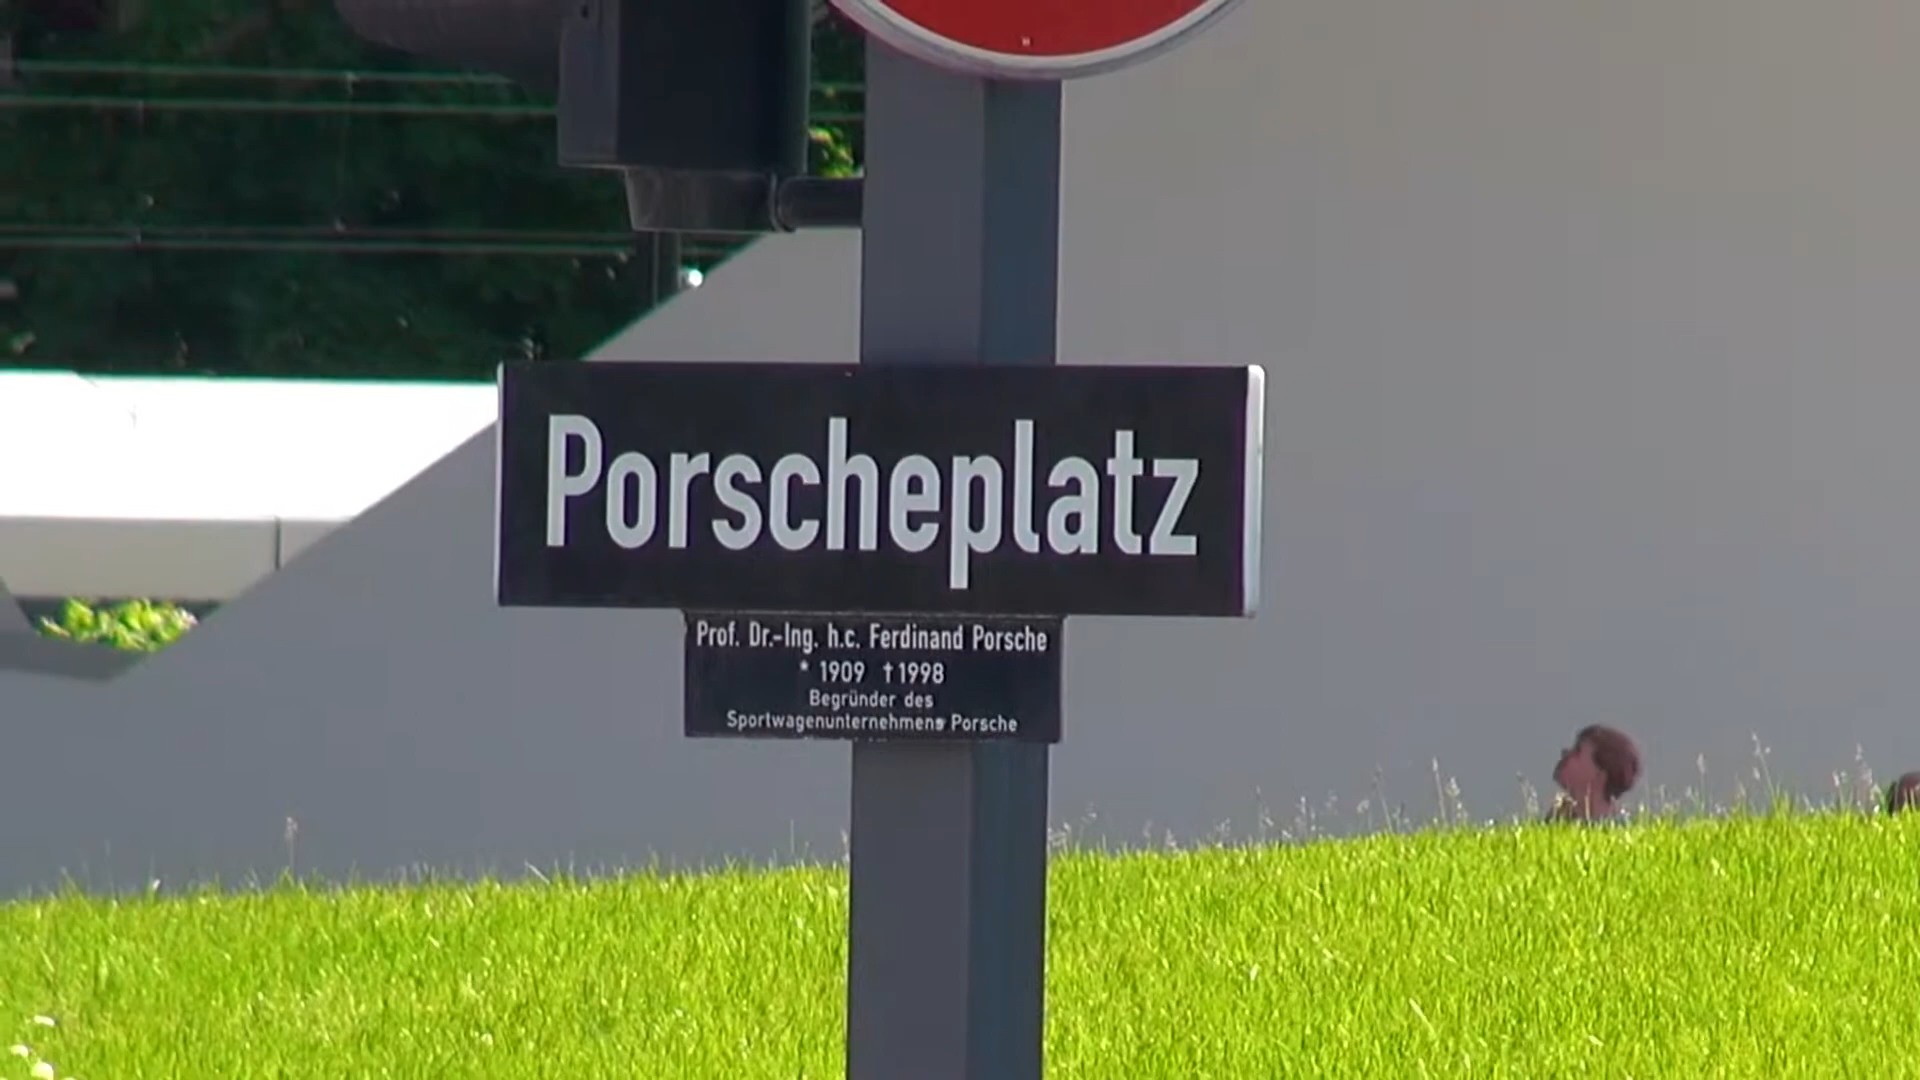 Porscheplatz
Prof. Dr.-Ing. h.c. Ferdinand Porsche
* 1909 †1998
Begründer des
Sportwagenunternehmens Porsche